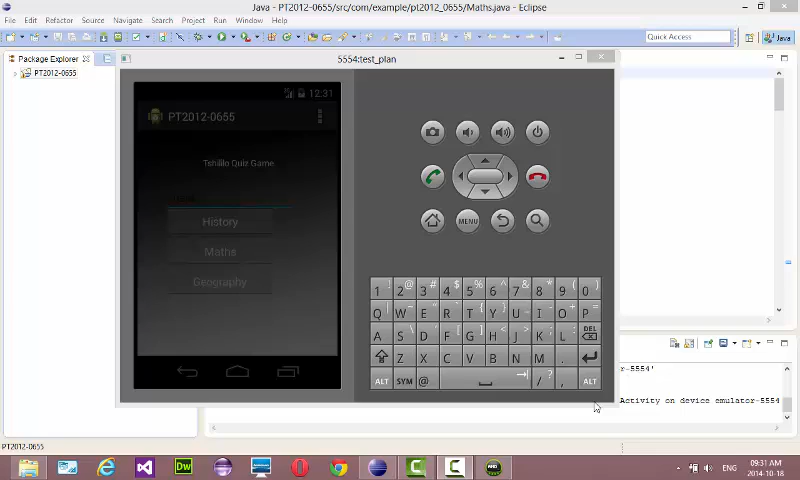 Java - PT2012-0655/src/com/example/pt2012_0655/Maths.java - Eclipse
File Edit Refactor Source Navigate Search Project Run Window Help
Quick Access
Java
Package Explorer
PT2012-0655
5554:test_plan
12:31
PT2012-0655
Tshililo Quiz Game
History
Maths
Geography
MENU
1 ! 2 @ 3 # 4 $ 5 % 6 ^ 7 & 8 * 9 ( 0 )
Q W ~ E R T { Y } U - I O + P =
A S \ D F [ G ] H J K L DEL
Z X C V B N M .
ALT SYM @ / ? , ALT
r-5554'
Activity on device emulator-5554
PT2012-0655
Dw
ENG
09:31 AM
2014-10-18